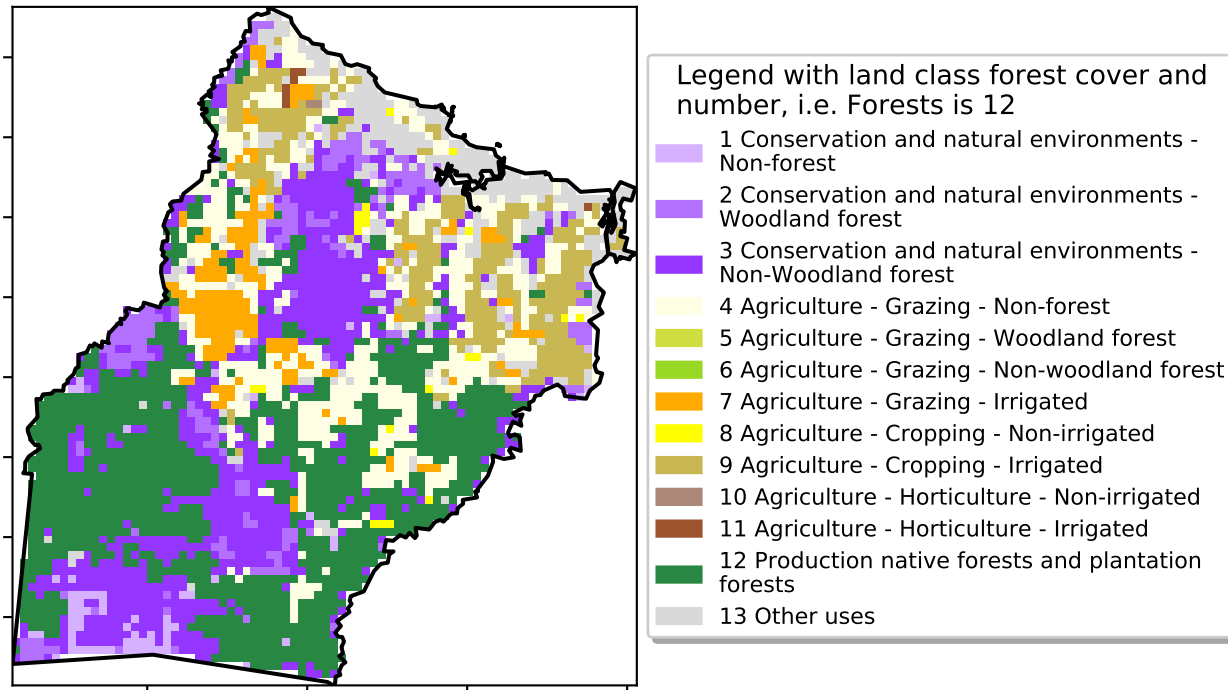 Legend with land class forest cover and
number, i.e. Forests is 12
1 Conservation and natural environments -
Non-forest
2 Conservation and natural environments -
Woodland forest
3 Conservation and natural environments -
Non-Woodland forest
4 Agriculture - Grazing - Non-forest
5 Agriculture - Grazing - Woodland forest
6 Agriculture - Grazing - Non-woodland forest
7 Agriculture - Grazing - Irrigated
8 Agriculture - Cropping - Non-irrigated
9 Agriculture - Cropping - Irrigated
10 Agriculture - Horticulture - Non-irrigated
11 Agriculture - Horticulture - Irrigated
12 Production native forests and plantation
forests
13 Other uses